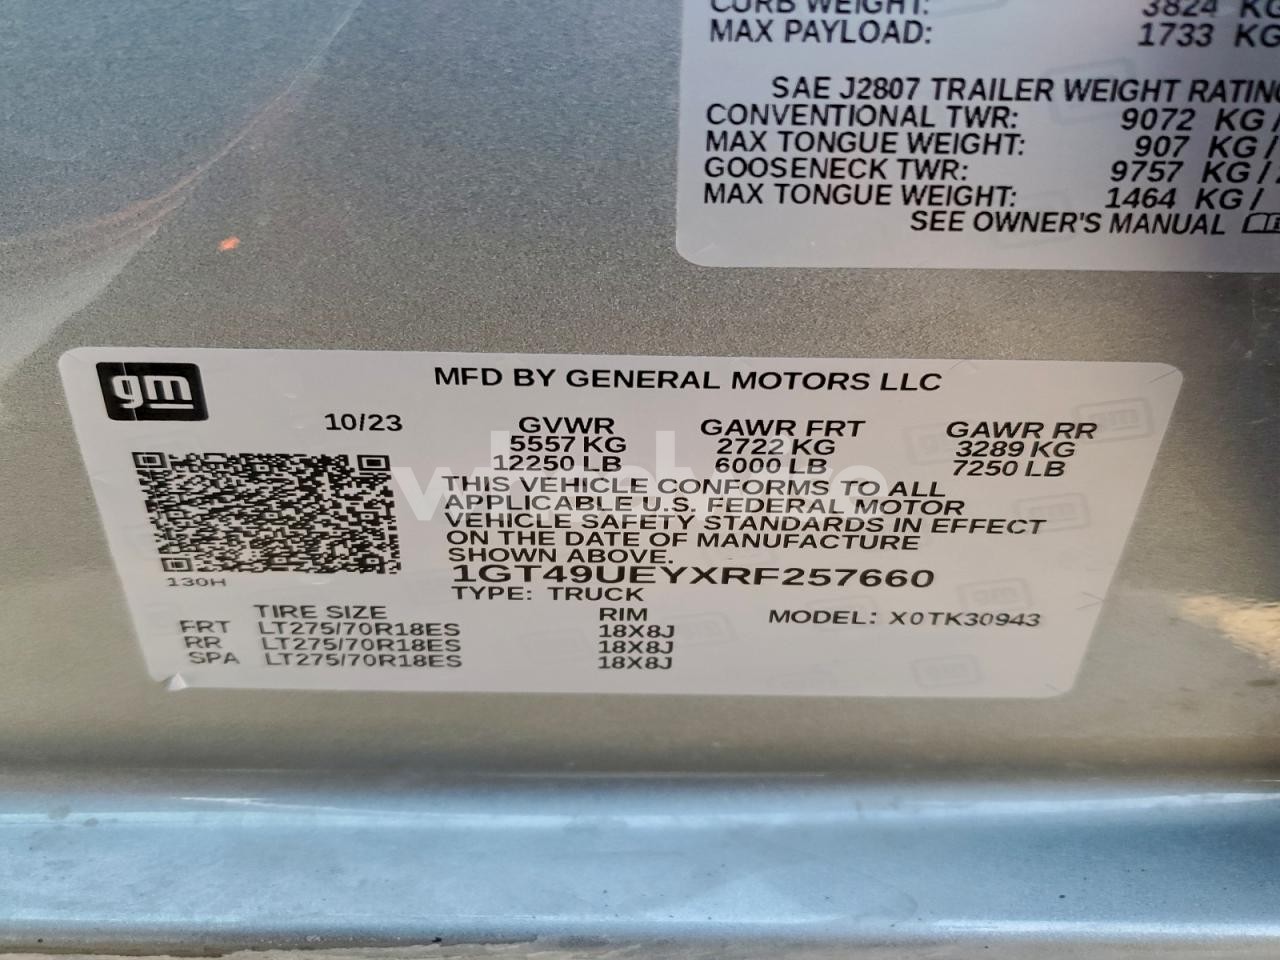 CURB WEIGHT: 3824 KG
MAX PAYLOAD: 1733 KG
SAE J2807 TRAILER WEIGHT RATING
CONVENTIONAL TWR: 9072 KG /
MAX TONGUE WEIGHT: 907 KG /
GOOSENECK TWR: 9757 KG /
MAX TONGUE WEIGHT: 1464 KG /
SEE OWNER'S MANUAL
gm
MFD BY GENERAL MOTORS LLC
10/23 GVWR GAWR FRT GAWR RR
5557 KG 2722 KG 3289 KG
12250 LB 6000 LB 7250 LB
THIS VEHICLE CONFORMS TO ALL
APPLICABLE U.S. FEDERAL MOTOR
VEHICLE SAFETY STANDARDS IN EFFECT
ON THE DATE OF MANUFACTURE
SHOWN ABOVE.
130H
1GT49UEYXRF257660
TYPE: TRUCK
TIRE SIZE RIM MODEL: X0TK30943
FRT LT275/70R18ES 18X8J
RR LT275/70R18ES 18X8J
SPA LT275/70R18ES 18X8J